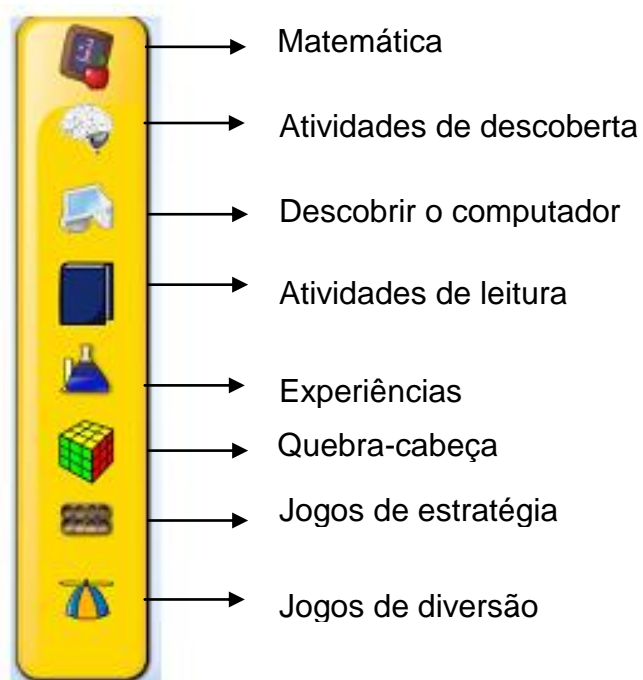 Matemática
Atividades de descoberta
Descobrir o computador
Atividades de leitura
Experiências
Quebra-cabeça
Jogos de estratégia
Jogos de diversão